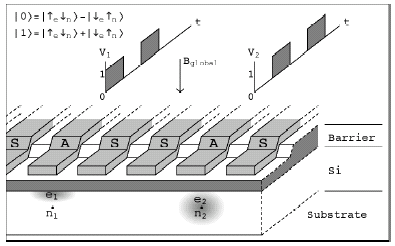 |0⟩≡|↑e↓n⟩−|↓e↑n⟩
|1⟩≡|↑e↓n⟩+|↓e↑n⟩
V1
1
0
t
Bglobal
V2
1
0
t
S A S S A S
Barrier
Si
Substrate
e1
n1
e2
n2